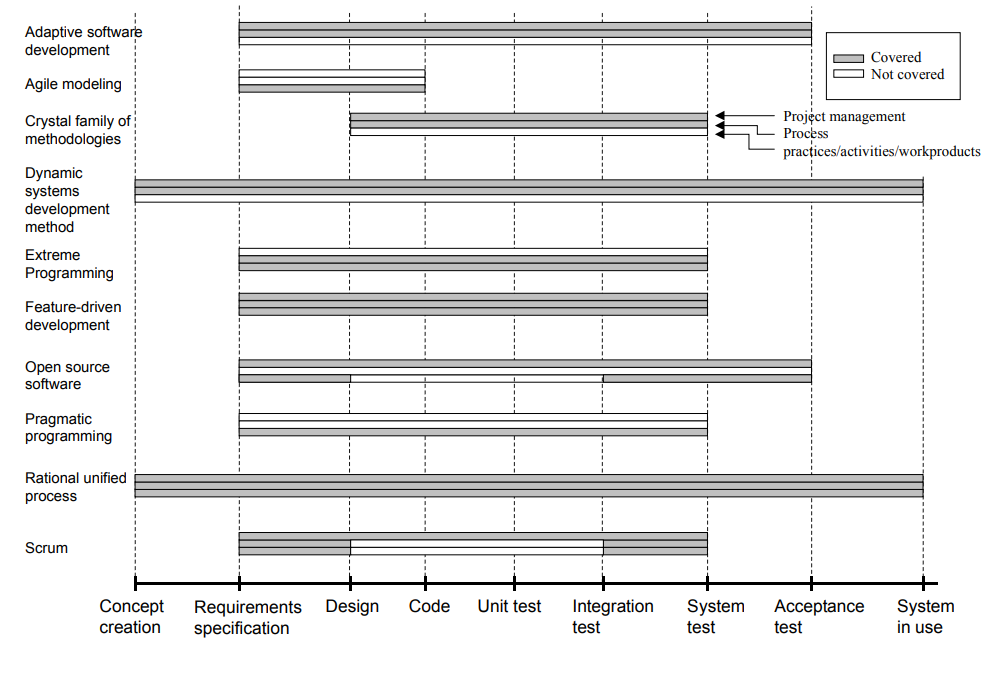 Adaptive software
development
Covered
Not covered
Agile modeling
Crystal family of
methodologies
Project management
Process
practices/activities/workproducts
Dynamic
systems
development
method
Extreme
Programming
Feature-driven
development
Open source
software
Pragmatic
programming
Rational unified
process
Scrum
Concept
creation
Requirements
specification
Design
Code
Unit test
Integration
test
System
test
Acceptance
test
System
in use